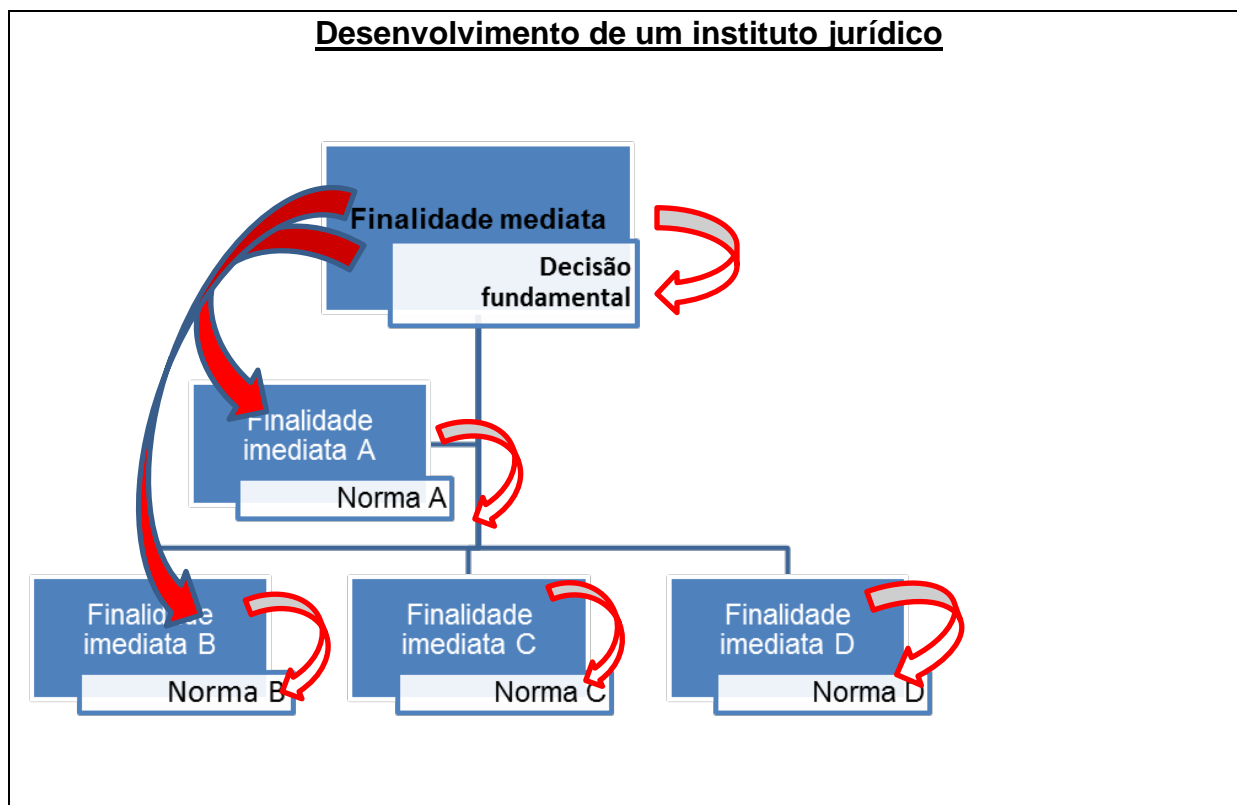 Desenvolvimento de um instituto jurídico
Finalidade mediata
Decisão
fundamental
Finalidade
imediata A
Norma A
Finalidade
imediata B
Norma B
Finalidade
imediata C
Norma C
Finalidade
imediata D
Norma D